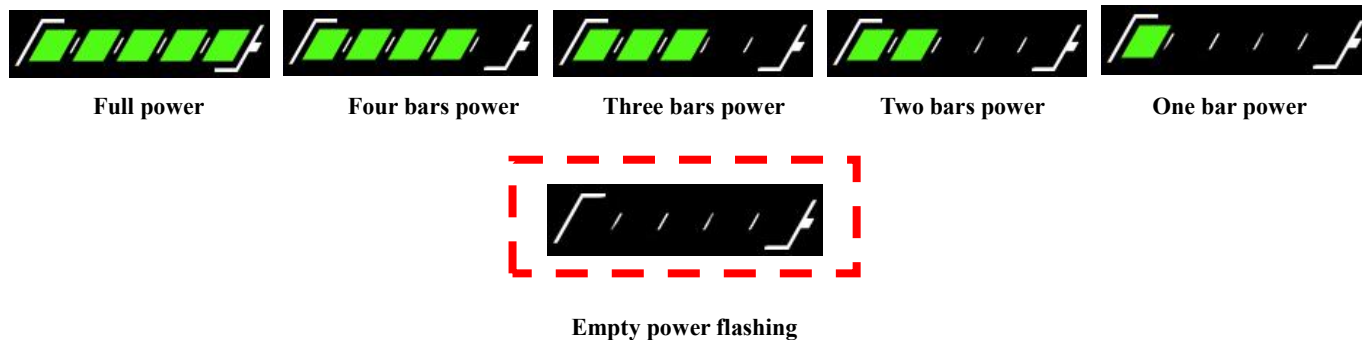 Full power
Four bars power
Three bars power
Two bars power
One bar power
Empty power flashing